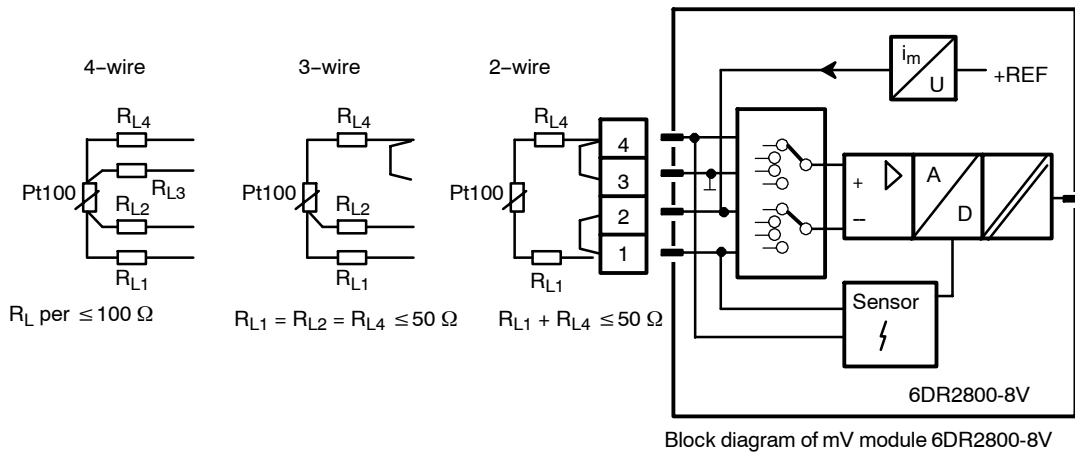 4–wire
3–wire
2–wire
i_m
U
+REF
R_L4
R_L3
Pt100
R_L2
R_L1
R_L per ≤ 100 Ω
R_L4
Pt100
R_L2
R_L1
R_L1 = R_L2 = R_L4 ≤ 50 Ω
R_L4
Pt100
R_L1
R_L1 + R_L4 ≤ 50 Ω
4
3
2
1
+
--
A
D
Sensor
6DR2800-8V
Block diagram of mV module 6DR2800-8V